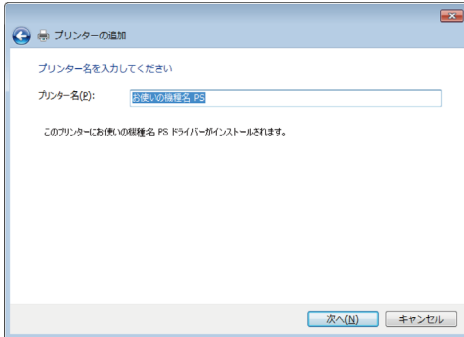 プリンターの追加
プリンター名を入力してください
プリンター名(P): お使いの機種名 PS
このプリンターにお使いの機種名 PS ドライバーがインストールされます。
次へ(N) キャンセル